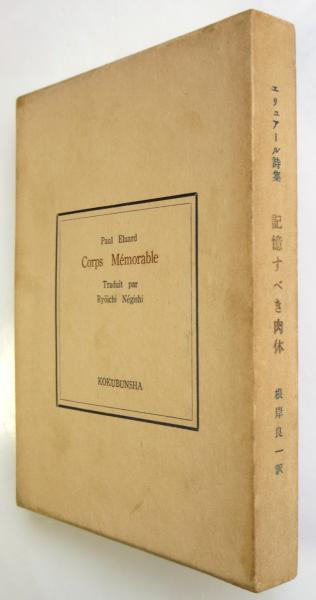 Paul Eluard
Corps Mémorable
Traduit par
Ryôichi Négishi
KOKUBUNSHA
エリュアール詩集 記憶すべき肉体 根岸良一訳